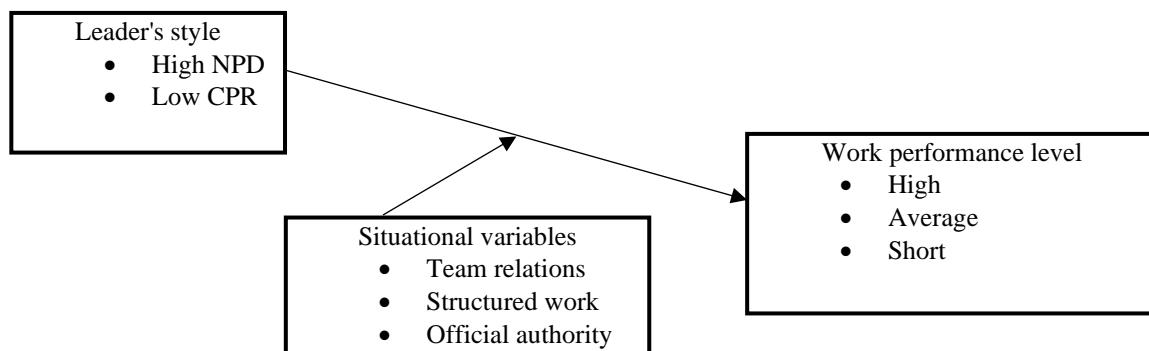 Leader's style
• High NPD
• Low CPR
Situational variables
• Team relations
• Structured work
• Official authority
Work performance level
• High
• Average
• Short